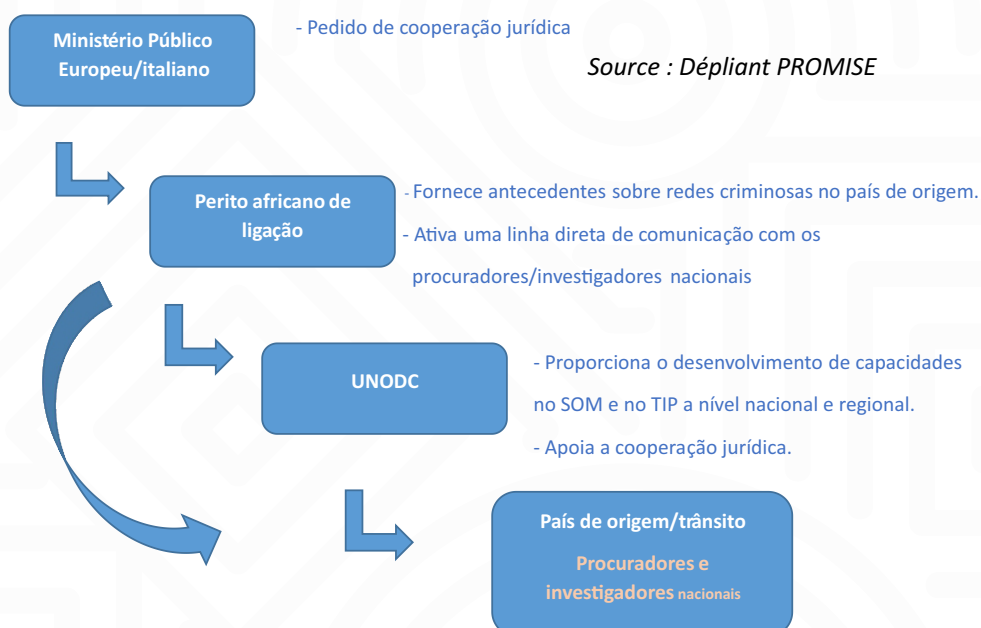 Ministério Público
Europeu/italiano
- Pedido de cooperação jurídica
Source : Dépliant PROMISE
Perito africano de
ligação
- Fornece antecedentes sobre redes criminosas no país de origem.
- Ativa uma linha direta de comunicação com os
procuradores/investigadores nacionais
UNODC
- Proporciona o desenvolvimento de capacidades
no SOM e no TIP a nível nacional e regional.
- Apoia a cooperação jurídica.
País de origem/trânsito
Procuradores e
investigadores nacionais